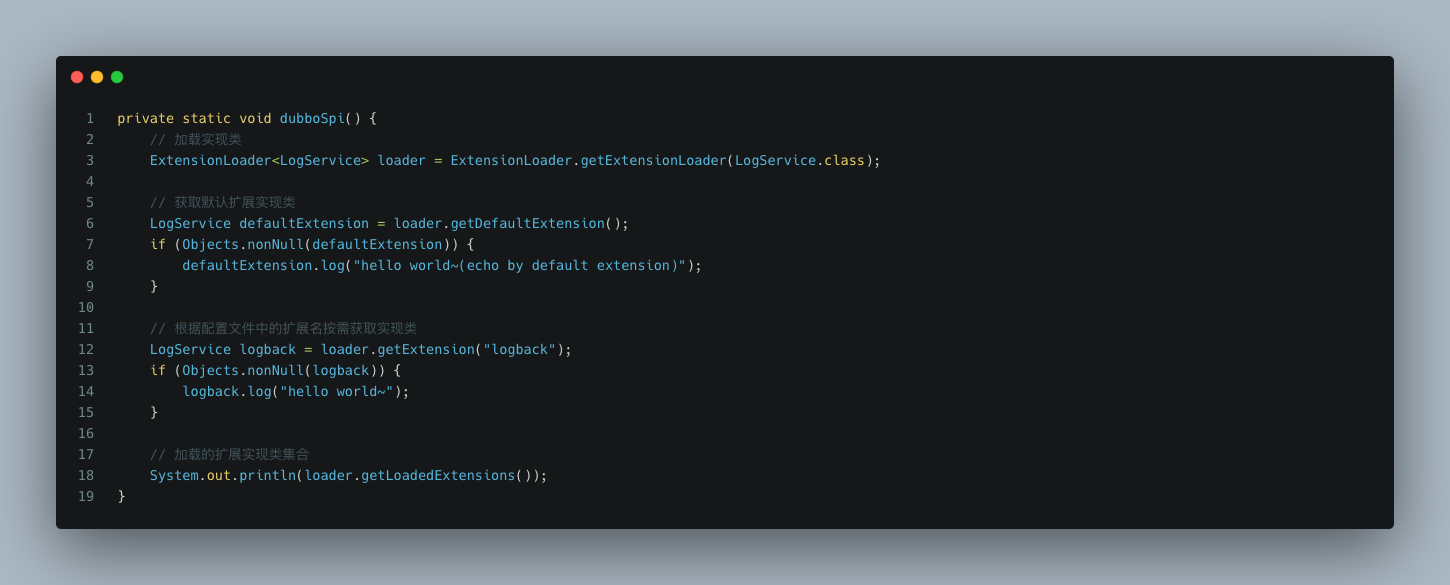 1 private static void dubboSpi() {
2     // 加载实现类
3     ExtensionLoader<LogService> loader = ExtensionLoader.getExtensionLoader(LogService.class);
4
5     // 获取默认扩展实现类
6     LogService defaultExtension = loader.getDefaultExtension();
7     if (Objects.nonNull(defaultExtension)) {
8         defaultExtension.log("hello world~(echo by default extension)");
9     }
10
11     // 根据配置文件中的扩展名按需获取实现类
12     LogService logback = loader.getExtension("logback");
13     if (Objects.nonNull(logback)) {
14         logback.log("hello world~");
15     }
16
17     // 加载的扩展实现类集合
18     System.out.println(loader.getLoadedExtensions());
19 }